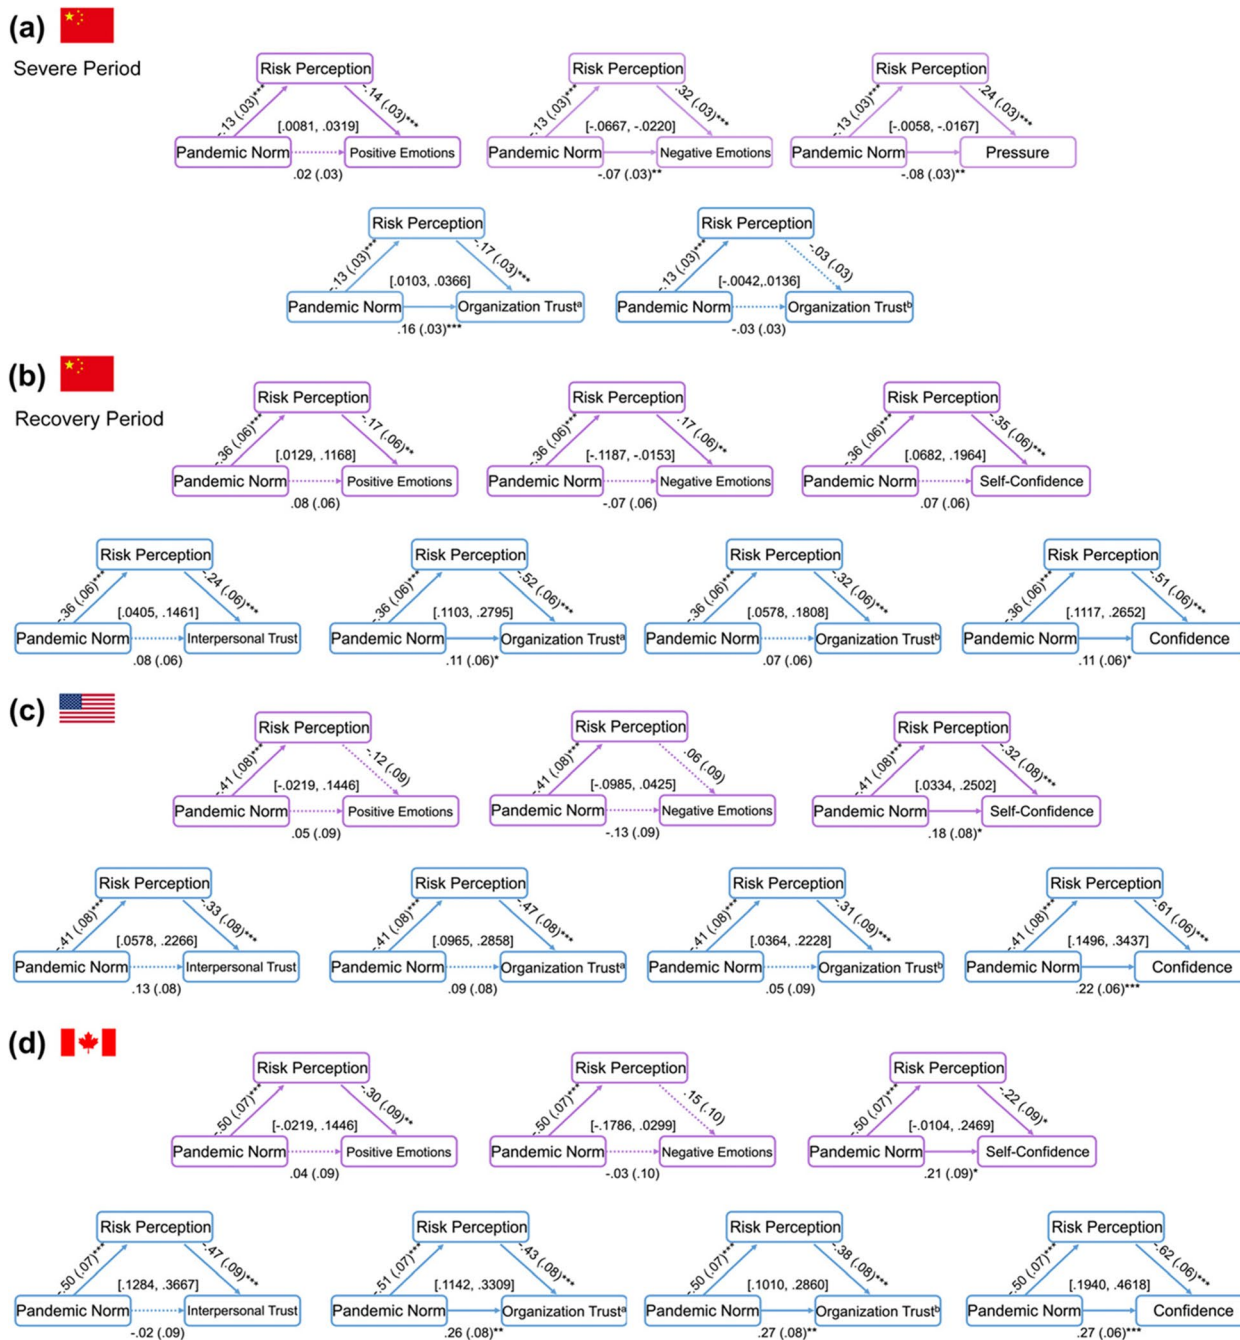 (a)
Severe Period
Risk Perception
-.13 (.03)***
-.14 (.03)***
[.0081, .0319]
Pandemic Norm
Positive Emotions
.02 (.03)
Risk Perception
-.13 (.03)***
.32 (.03)***
[-.0667, -.0220]
Pandemic Norm
Negative Emotions
-.07 (.03)**
Risk Perception
-.13 (.03)***
.24 (.03)***
[-.0058, -.0167]
Pandemic Norm
Pressure
-.08 (.03)**
Risk Perception
-.13 (.03)***
-.17 (.03)***
[.0103, .0366]
Pandemic Norm
Organization Trustᵃ
.16 (.03)***
Risk Perception
-.13 (.03)***
-.03 (.03)
[-.0042,.0136]
Pandemic Norm
Organization Trustᵇ
-.03 (.03)
(b)
Recovery Period
Risk Perception
-.36 (.06)***
-.17 (.06)**
[.0129, .1168]
Pandemic Norm
Positive Emotions
.08 (.06)
Risk Perception
-.36 (.06)***
.17 (.06)**
[-.1187, -.0153]
Pandemic Norm
Negative Emotions
-.07 (.06)
Risk Perception
-.36 (.06)***
-.35 (.06)***
[.0682, .1964]
Pandemic Norm
Self-Confidence
.07 (.06)
Risk Perception
-.36 (.06)***
-.24 (.06)***
[.0405, .1461]
Pandemic Norm
Interpersonal Trust
.08 (.06)
Risk Perception
-.36 (.06)***
-.52 (.06)***
[.1103, .2795]
Pandemic Norm
Organization Trustᵃ
.11 (.06)*
Risk Perception
-.36 (.06)***
-.32 (.06)***
[.0578, .1808]
Pandemic Norm
Organization Trustᵇ
.07 (.06)
Risk Perception
-.36 (.06)***
-.51 (.06)***
[.1117, .2652]
Pandemic Norm
Confidence
.11 (.06)*
(c)
Risk Perception
-.41 (.08)***
-.12 (.09)
[-.0219, .1446]
Pandemic Norm
Positive Emotions
.05 (.09)
Risk Perception
-.41 (.08)***
.06 (.09)
[-.0985, .0425]
Pandemic Norm
Negative Emotions
-.13 (.09)
Risk Perception
-.41 (.08)***
-.32 (.08)***
[.0334, .2502]
Pandemic Norm
Self-Confidence
.18 (.08)*
Risk Perception
-.41 (.08)***
-.33 (.08)***
[.0578, .2266]
Pandemic Norm
Interpersonal Trust
.13 (.08)
Risk Perception
-.41 (.08)***
-.47 (.08)***
[.0965, .2858]
Pandemic Norm
Organization Trustᵃ
.09 (.08)
Risk Perception
-.41 (.08)***
-.31 (.09)***
[.0364, .2228]
Pandemic Norm
Organization Trustᵇ
.05 (.09)
Risk Perception
-.41 (.08)***
-.61 (.06)***
[.1496, .3437]
Pandemic Norm
Confidence
.22 (.06)***
(d)
Risk Perception
-.50 (.07)***
-.30 (.09)**
[-.0219, .1446]
Pandemic Norm
Positive Emotions
.04 (.09)
Risk Perception
-.50 (.07)***
.15 (.10)
[-.1786, .0299]
Pandemic Norm
Negative Emotions
-.03 (.10)
Risk Perception
-.50 (.07)***
-.22 (.09)*
[-.0104, .2469]
Pandemic Norm
Self-Confidence
.21 (.09)*
Risk Perception
-.50 (.07)***
-.47 (.09)***
[.1284, .3667]
Pandemic Norm
Interpersonal Trust
-.02 (.09)
Risk Perception
-.51 (.07)***
-.43 (.08)***
[.1142, .3309]
Pandemic Norm
Organization Trustᵃ
.26 (.08)**
Risk Perception
-.50 (.07)***
-.38 (.08)***
[.1010, .2860]
Pandemic Norm
Organization Trustᵇ
.27 (.08)**
Risk Perception
-.50 (.07)***
-.62 (.06)***
[.1940, .4618]
Pandemic Norm
Confidence
.27 (.06)***